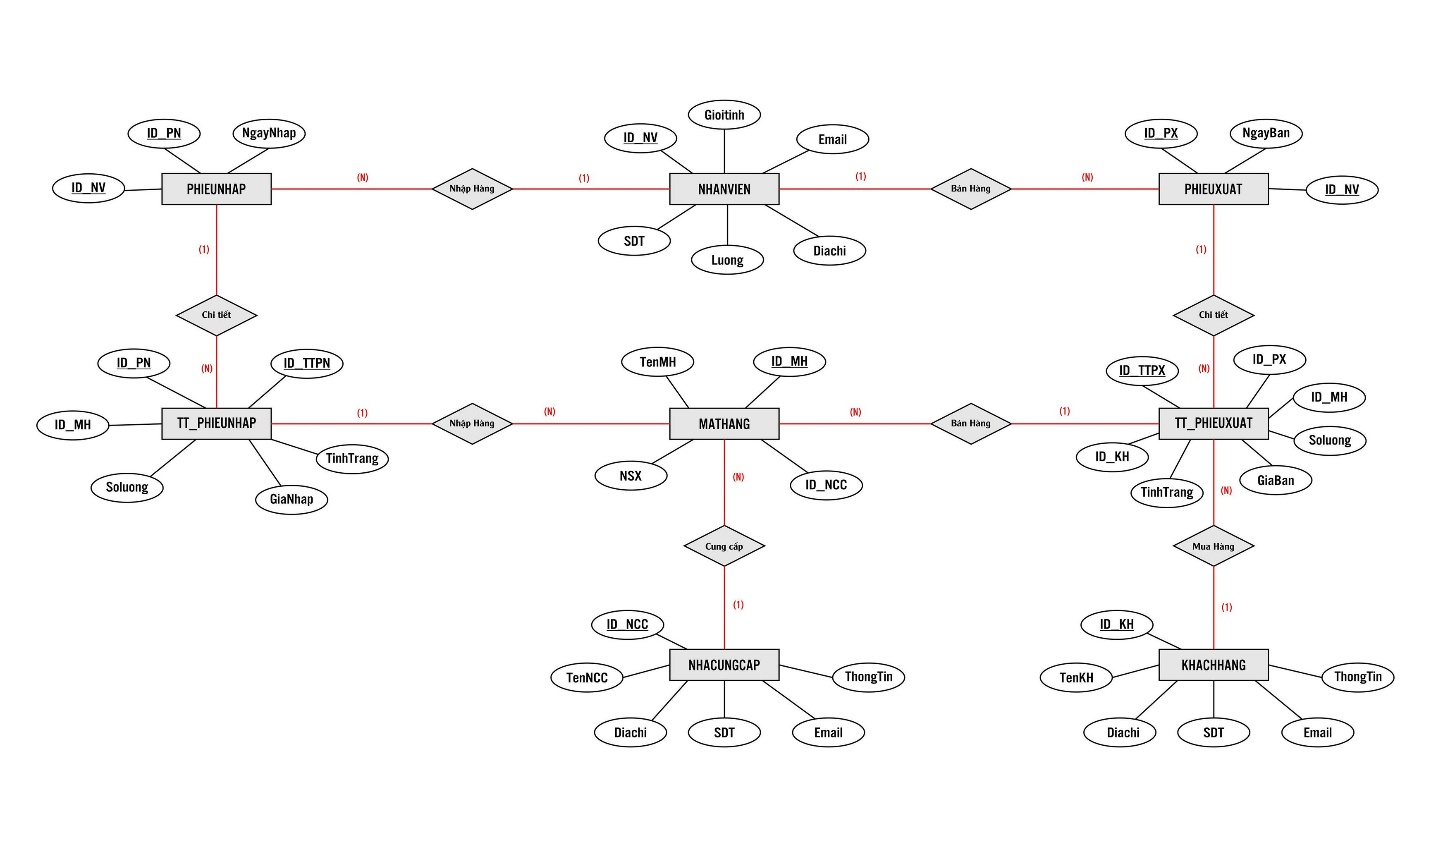 Gioitinh
ID_PN
NgayNhap
ID_NV
Email
ID_PX
NgayBan
ID_NV
PHIEUNHAP
(N)
Nhập Hàng
(1)
NHANVIEN
(1)
Bán Hàng
(N)
PHIEUXUAT
ID_NV
SDT
Luong
Diachi
(1)
(1)
Chi tiết
Chi tiết
ID_PN
ID_TTPN
(N)
TenMH
ID_MH
ID_TTPX
(N)
ID_PX
ID_MH
ID_MH
TT_PHIEUNHAP
(1)
Nhập Hàng
(N)
MATHANG
(N)
Bán Hàng
(1)
TT_PHIEUXUAT
Soluong
TinhTrang
Soluong
GiaNhap
NSX
(N)
ID_NCC
ID_KH
TinhTrang
(N)
GiaBan
Cung cấp
Mua Hàng
(1)
(1)
ID_NCC
ID_KH
NHACUNGCAP
KHACHHANG
TenNCC
ThongTin
TenKH
ThongTin
Diachi
SDT
Email
Diachi
SDT
Email